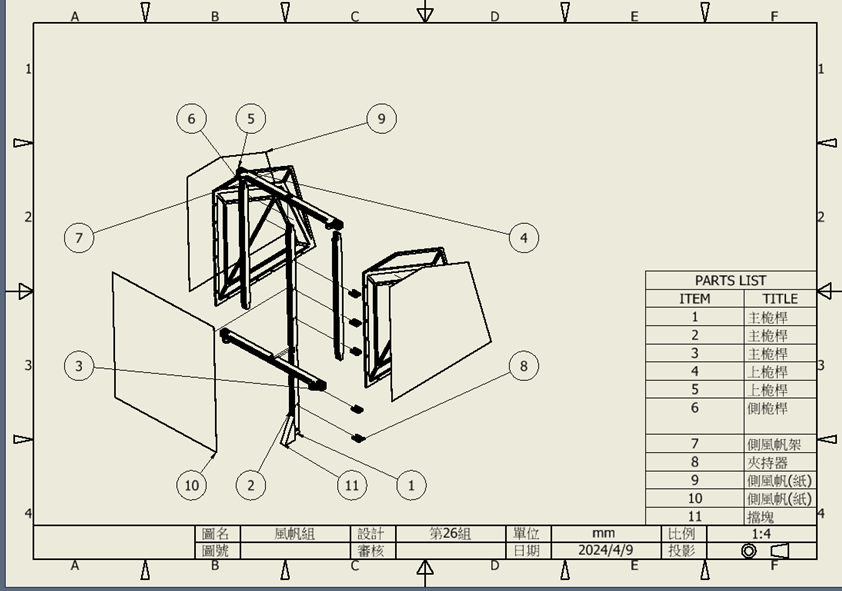 A B C D E F
1 1
6 5 9
2 2
7 4
PARTS LIST
ITEM TITLE
1 主桅桿
2 主桅桿
3 主桅桿
4 上桅桿
5 上桅桿
6 側桅桿
7 側風帆架
8 夾持器
9 側風帆(紙)
10 側風帆(紙)
11 擋塊
3 3
3 8
10 2 11 1
4 4
圖名 風帆組 設計 第26組 單位 mm 比例 1:4
圖號 審核 日期 2024/4/9 投影
A B C D E F